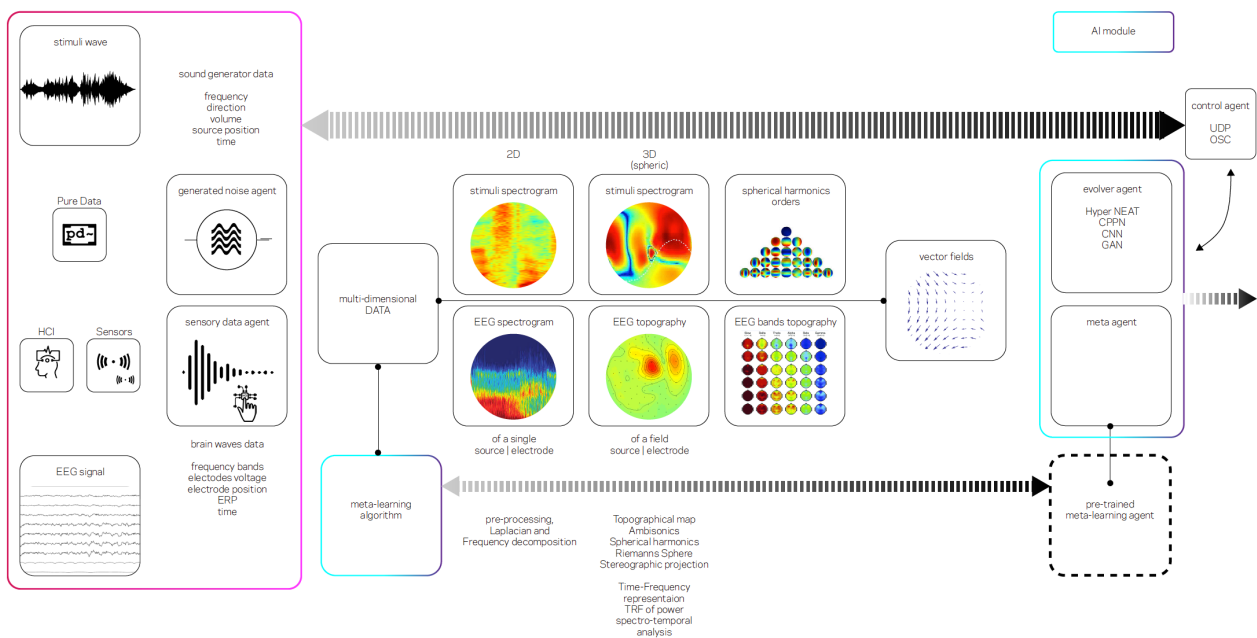 stimuli wave
sound generator data
frequency
direction
volume
source position
time
Pure Data
pd~
generated noise agent
HCI
Sensors
sensory data agent
brain waves data
frequency bands
electodes voltage
electrode position
ERP
time
EEG signal
AI module
control agent
UDP
OSC
2D
3D
(spheric)
stimuli spectrogram
stimuli spectrogram
spherical harmonics
orders
multi-dimensional
DATA
vector fields
evolver agent
Hyper NEAT
CPPN
CNN
GAN
EEG spectrogram
EEG topography
EEG bands topography
meta agent
of a single
source | electrode
of a field
source | electrode
meta-learning
algorithm
pre-trained
meta-learning agent
pre-processing,
Laplacian and
Frequency decomposition
Topographical map
Ambisonics
Spherical harmonics
Riemanns Sphere
Stereographic projection
Time-Frequency
representaion
TRF of power
spectro-temporal
analysis